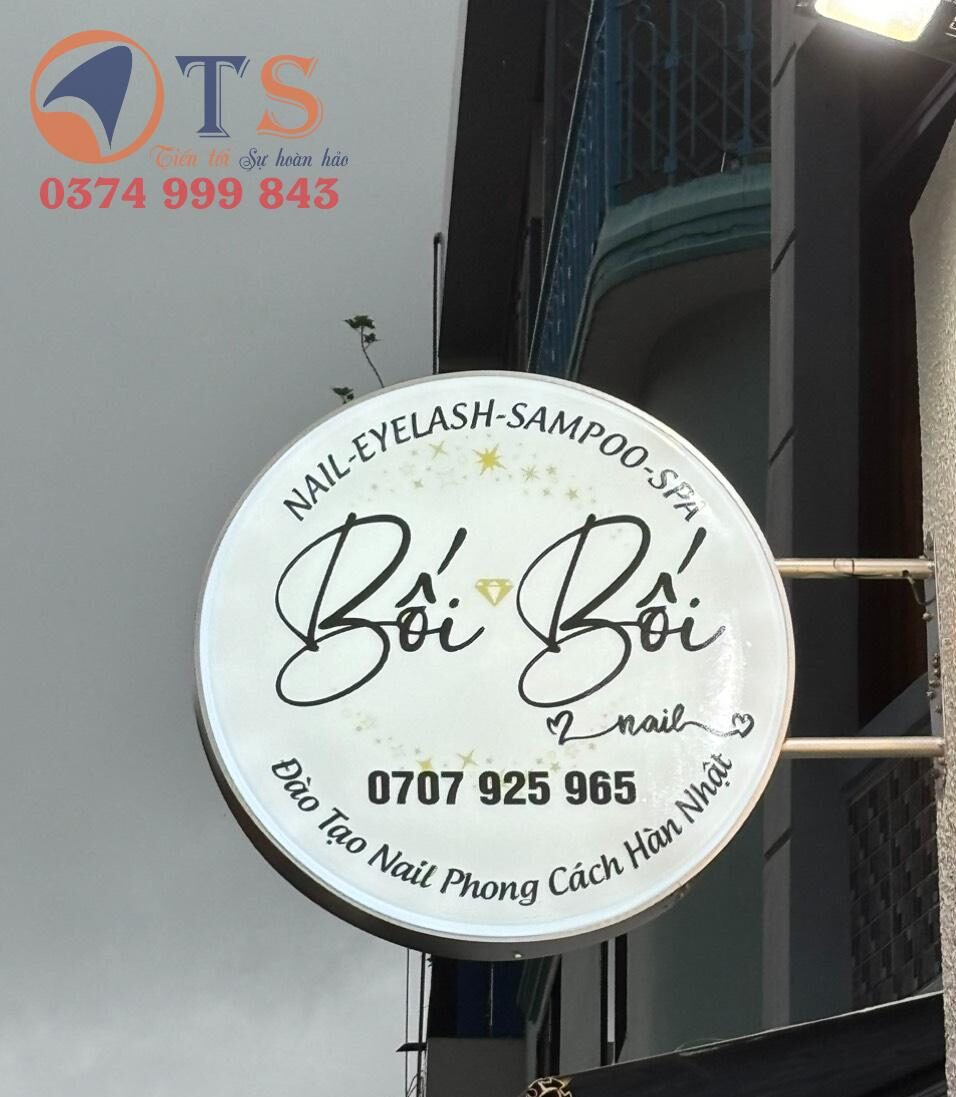 TS
Tiến tới Sự hoàn hảo
0374 999 843
NAIL-EYELASH-SAMPOO-SPA
Bối Bối
nail
0707 925 965
Đào Tạo Nail Phong Cách Hàn Nhật